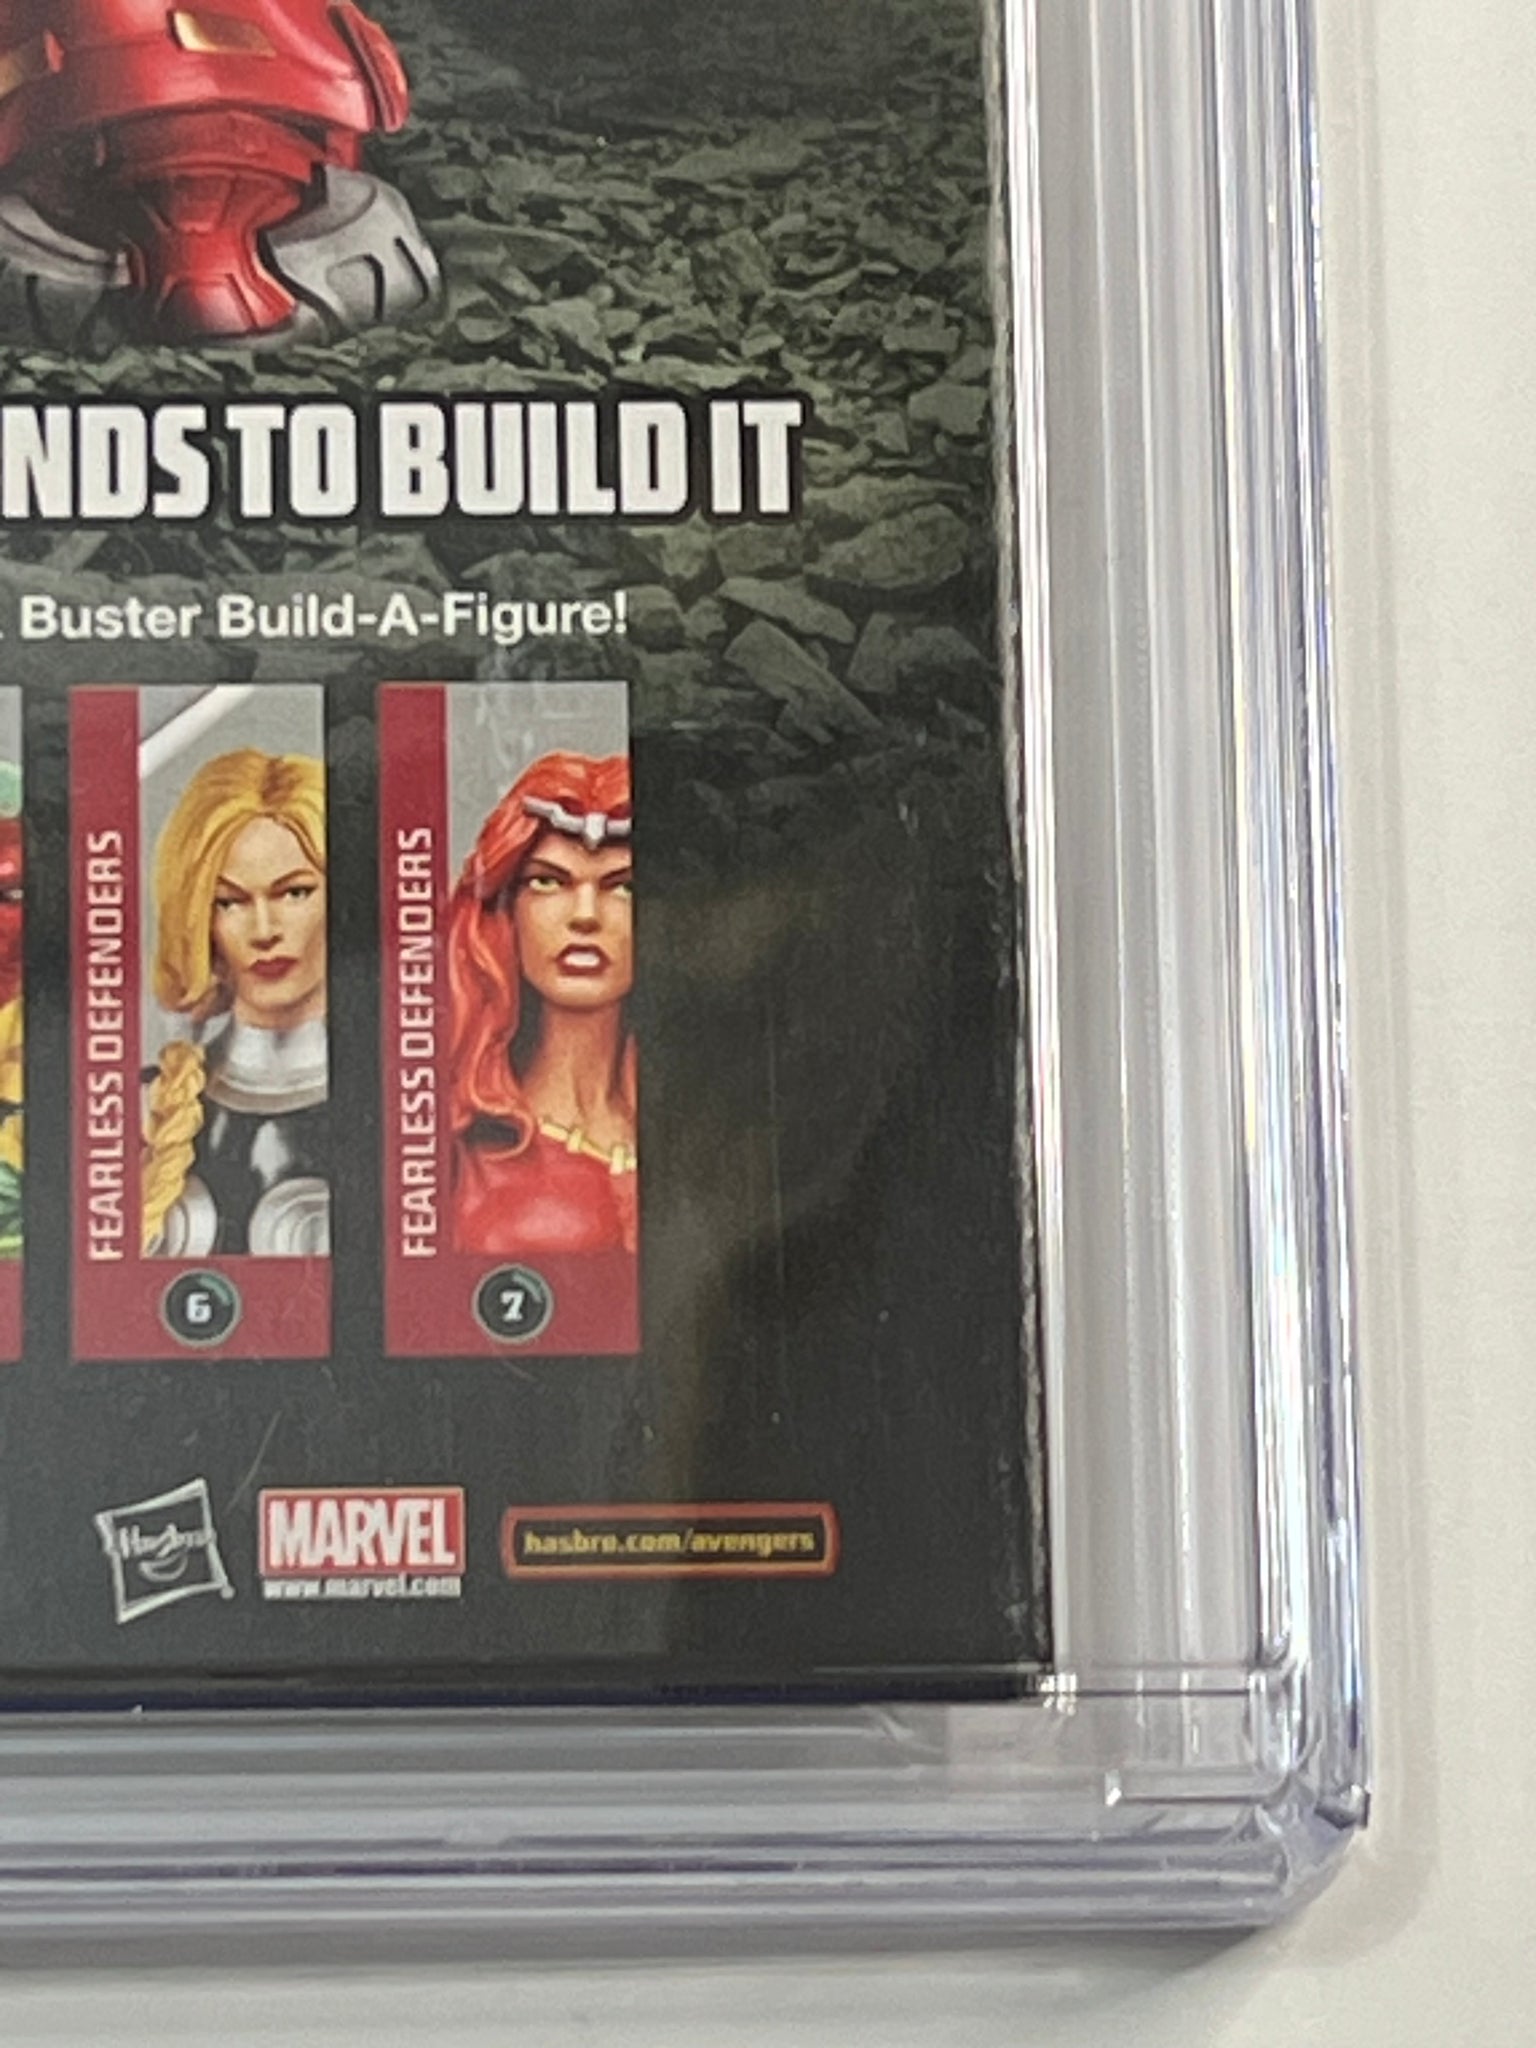 NDS TO BUILD IT
Buster Build-A-Figure!
FEARLESS DEFENDERS
6
FEARLESS DEFENDERS
7
Hasbro
MARVEL
www.marvel.com
hasbro.com/avengers